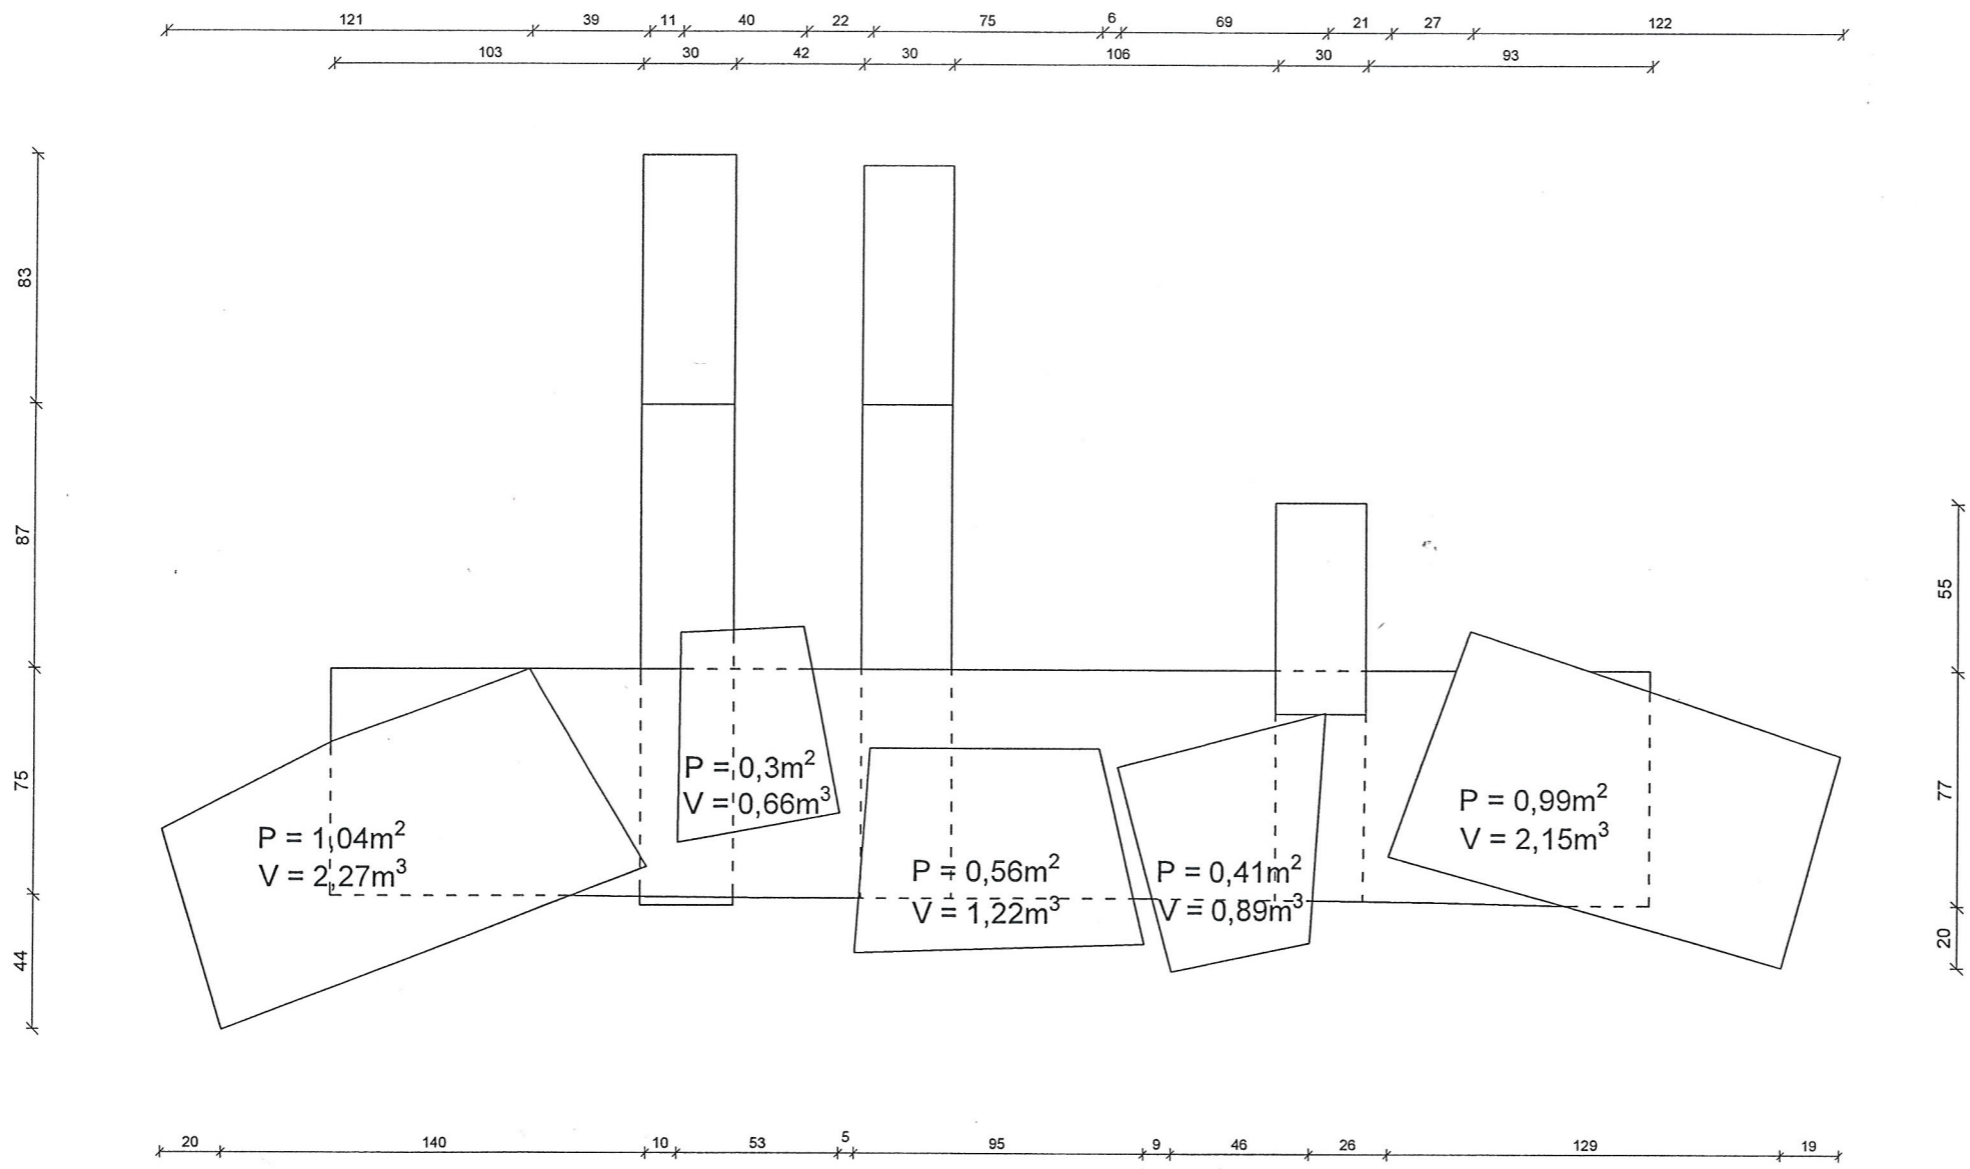 121 39 11 40 22 75 6 69 21 27 122
103 30 42 30 106 30 93
83
87
75
44
55
77
20
P = 1,04m²
V = 2,27m³
P = 0,3m²
V = 0,66m³
P = 0,56m²
V = 1,22m³
P = 0,41m²
V = 0,89m³
P = 0,99m²
V = 2,15m³
20 140 10 53 5 95 9 46 26 129 19